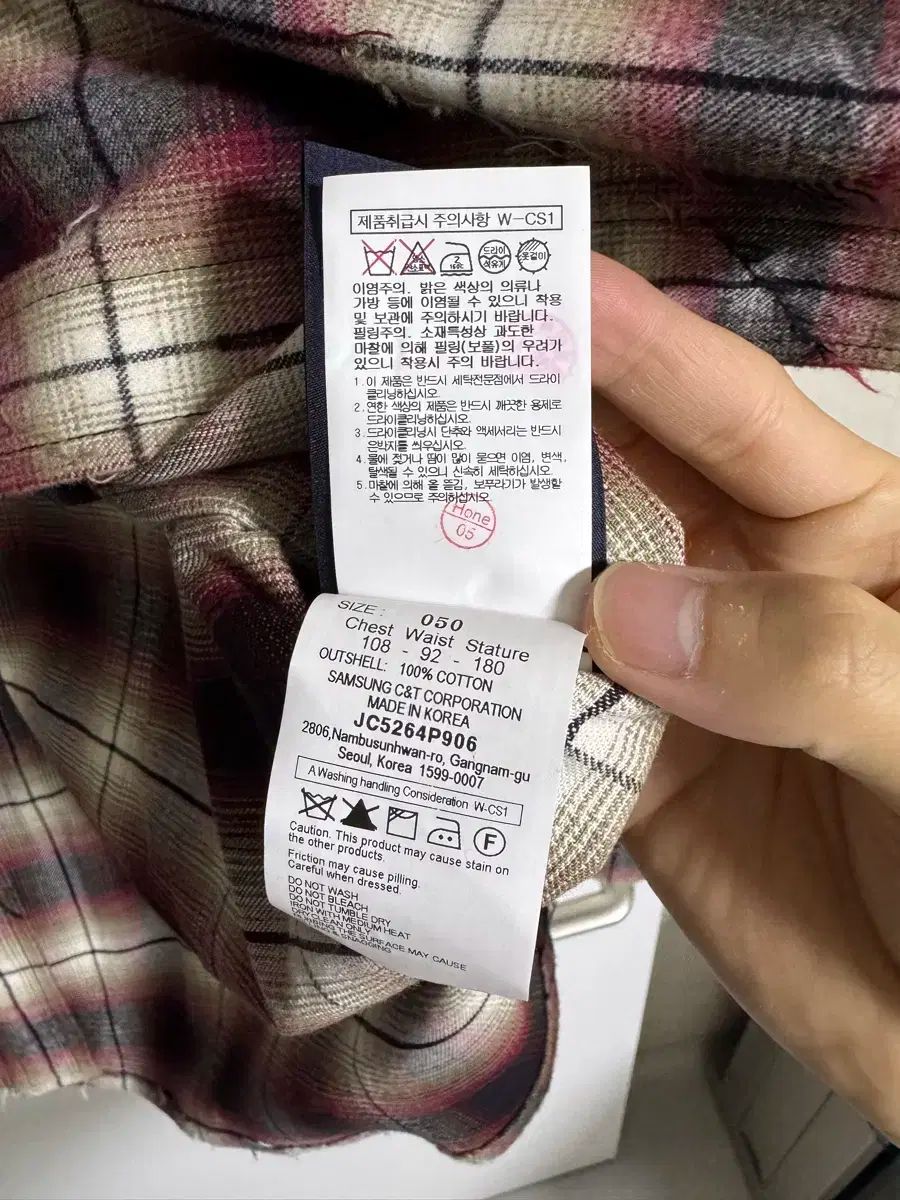 제품취급시 주의사항 W-CS1
드라이
석유계
옷걸이
이염주의. 밝은 색상의 의류나
가방 등에 이염될 수 있으니 착용
및 보관에 주의하시기 바랍니다.
필링주의. 소재특성상 과도한
마찰에 의해 필링(보풀)의 우려가
있으니 착용시 주의 바랍니다.
1. 이 제품은 반드시 세탁전문점에서 드라이
클리닝하십시오.
2. 연한 색상의 제품은 반드시 깨끗한 용제로
드라이클리닝하십시오.
3. 드라이클리닝시 단추와 액세서리는 반드시
은박지를 씌우십시오.
4. 물에 젖거나 땀이 많이 묻으면 이염, 변색,
탈색될 수 있으니 신속히 세탁하십시오.
5. 마찰에 의해 올 뜯김, 보푸라기가 발생할
수 있으므로 주의하십시오.
Hone
05
SIZE : 050
Chest Waist Stature
108 - 92 - 180
OUTSHELL: 100% COTTON
SAMSUNG C&T CORPORATION
MADE IN KOREA
JC5264P906
2806,Nambusunhwan-ro, Gangnam-gu
Seoul, Korea 1599-0007
A Washing handling Consideration W-CS1
F
Caution. This product may cause stain on
the other products.
Friction may cause pilling.
Careful when dressed.
DO NOT WASH
DO NOT BLEACH
DO NOT TUMBLE DRY
IRON WITH MEDIUM HEAT
DRY CLEAN ONLY
RUBBING THE SURFACE MAY CAUSE
& SNAGGING